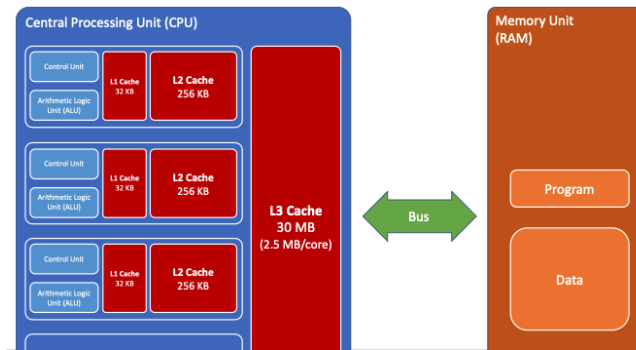 Central Processing Unit (CPU)
Control Unit
Arithmetic Logic
Unit (ALU)
L1 Cache
32 KB
L2 Cache
256 KB
Control Unit
Arithmetic Logic
Unit (ALU)
L1 Cache
32 KB
L2 Cache
256 KB
Control Unit
Arithmetic Logic
Unit (ALU)
L1 Cache
32 KB
L2 Cache
256 KB
L3 Cache
30 MB
(2.5 MB/core)
Bus
Memory Unit
(RAM)
Program
Data